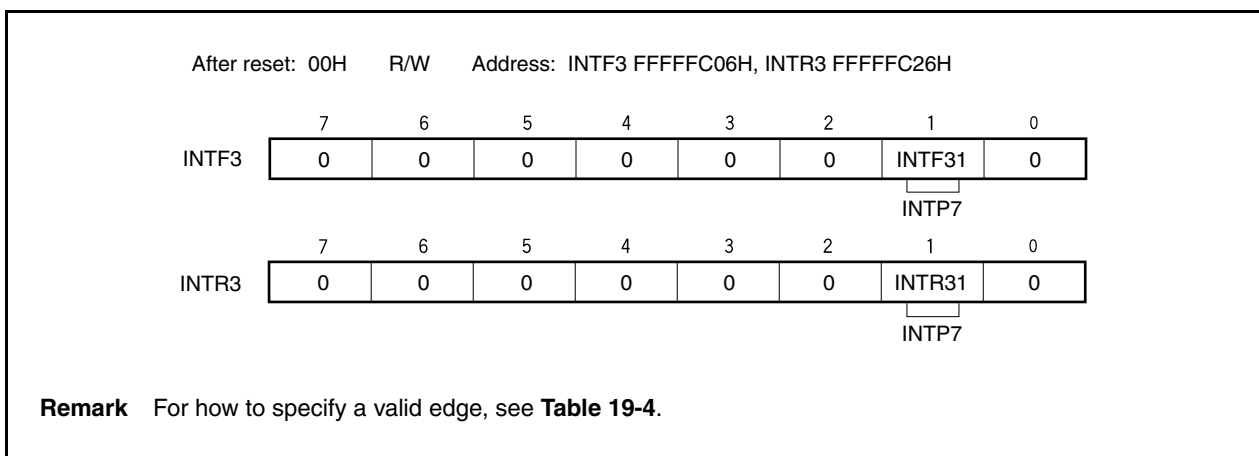 After reset: 00H R/W Address: INTF3 FFFFFC06H, INTR3 FFFFFC26H
7 6 5 4 3 2 1 0
INTF3 0 0 0 0 0 0 INTF31 0
INTP7
7 6 5 4 3 2 1 0
INTR3 0 0 0 0 0 0 INTR31 0
INTP7
Remark For how to specify a valid edge, see Table 19-4.